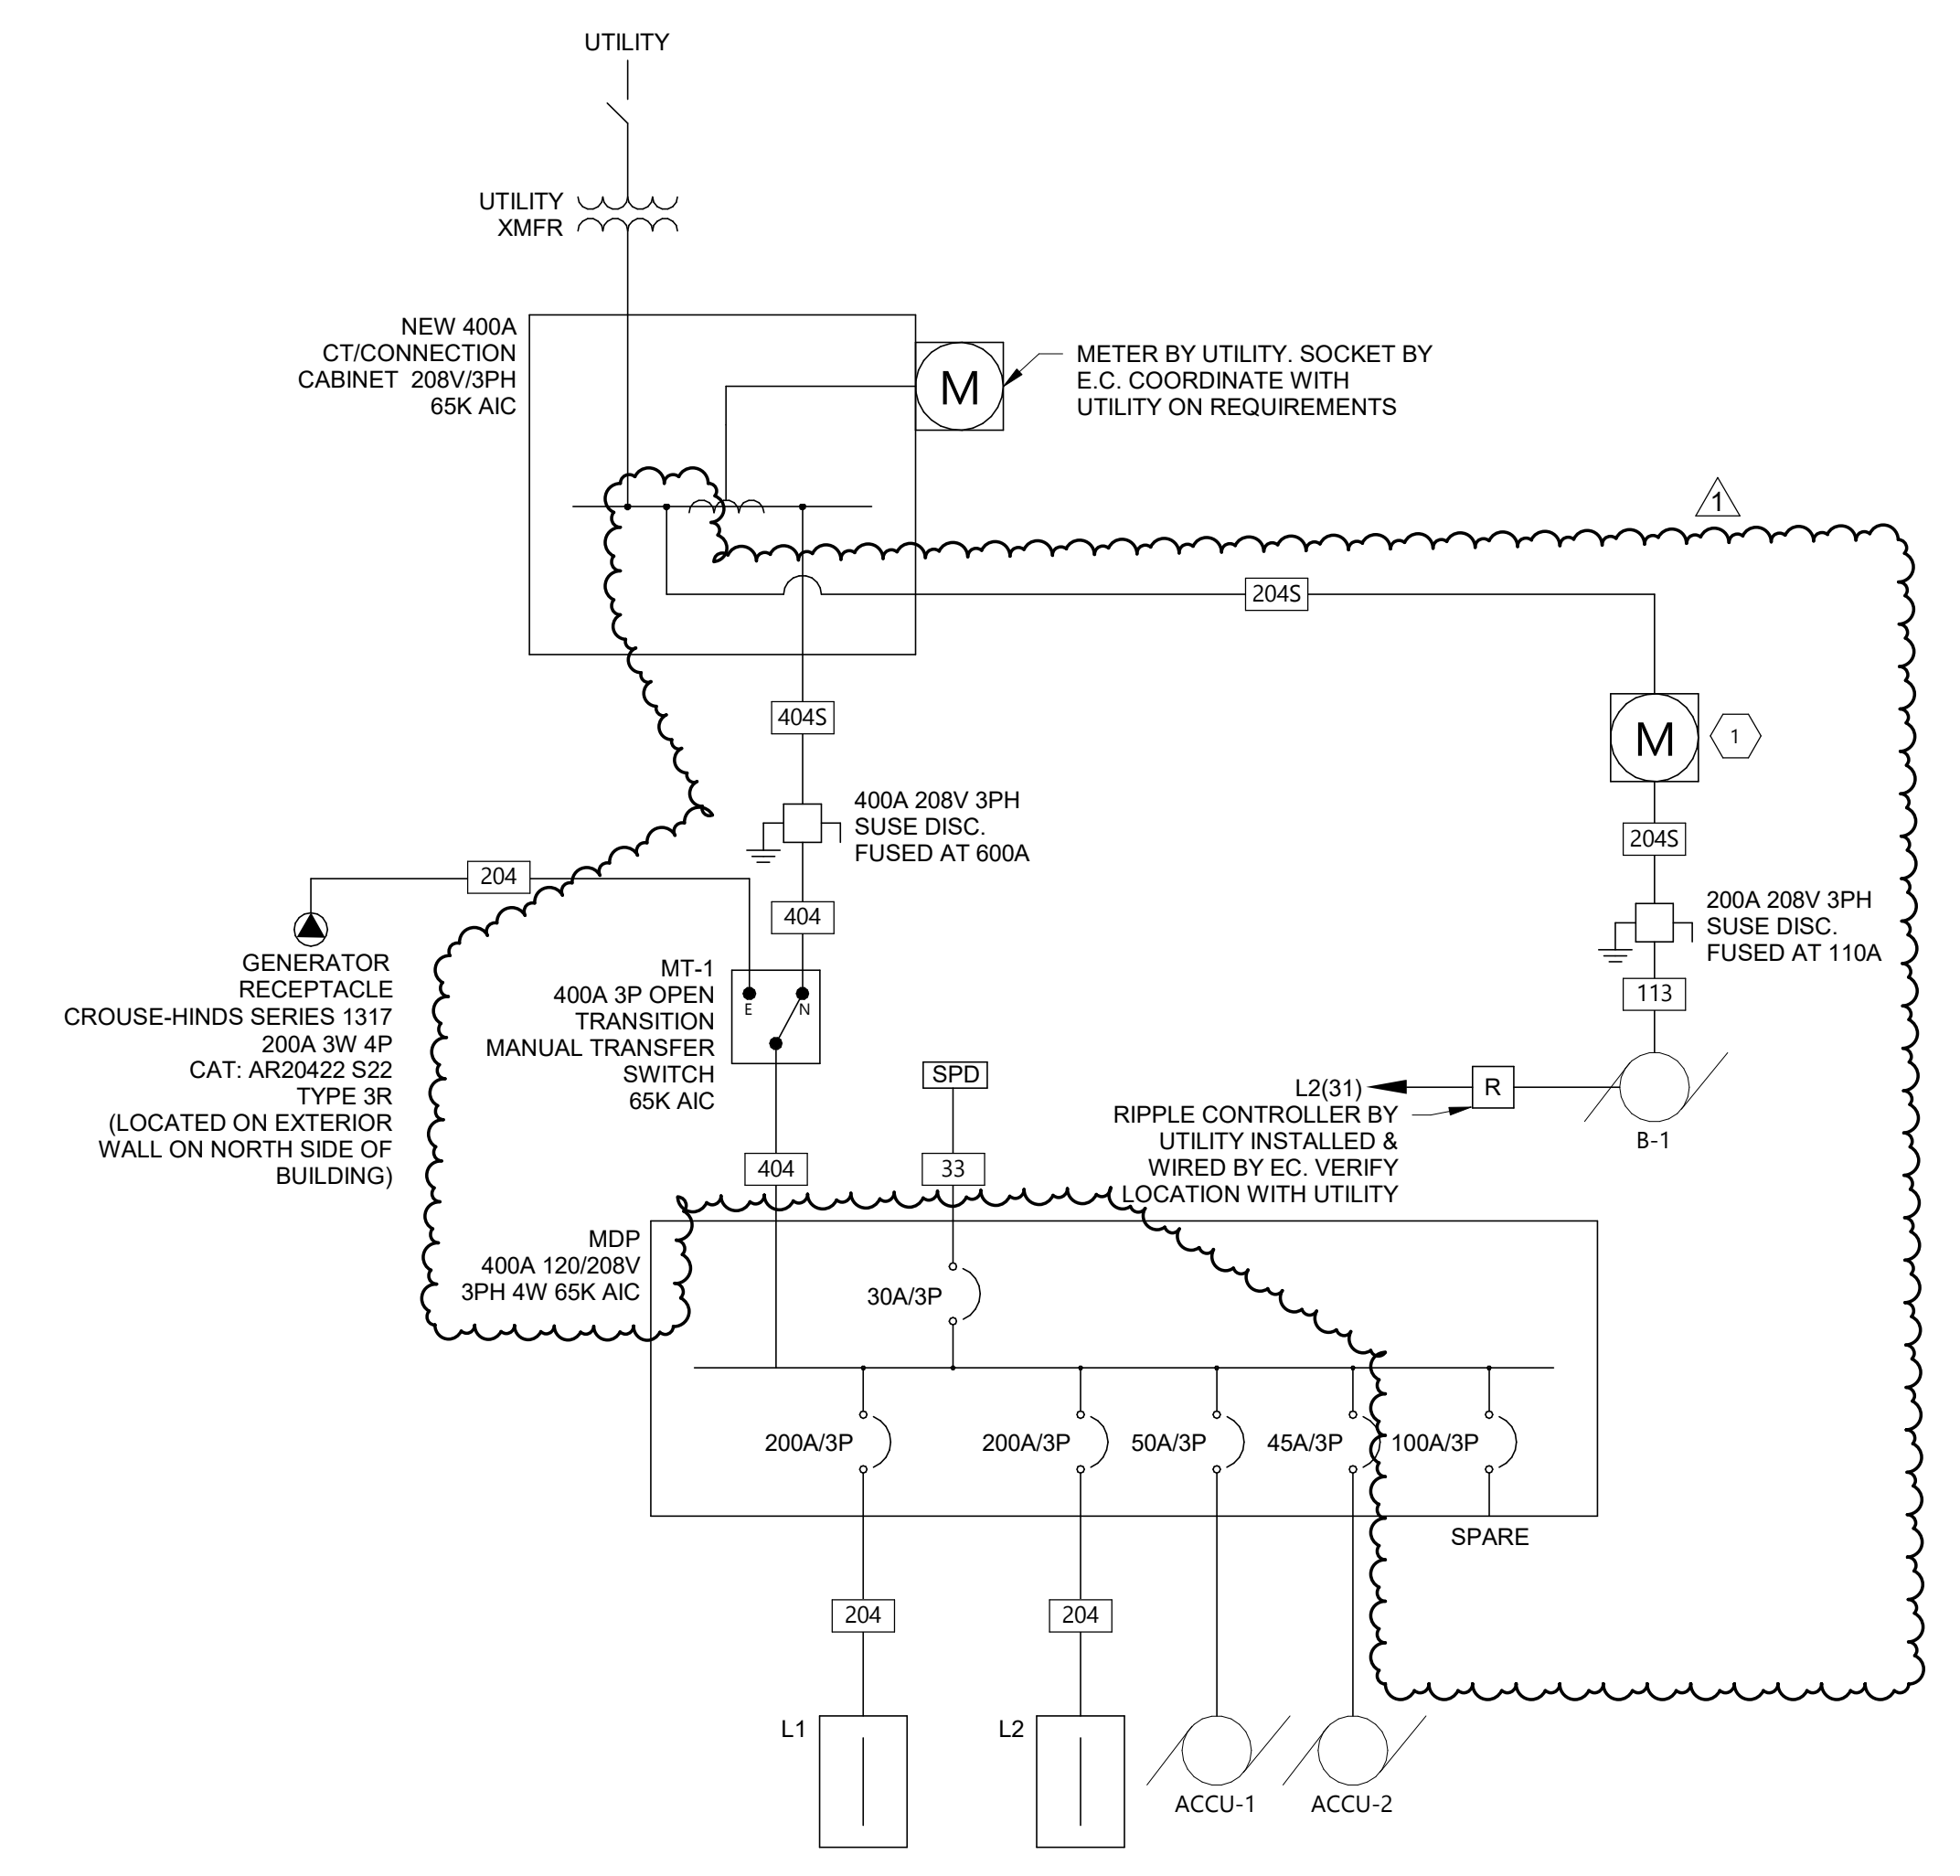 UTILITY
UTILITY
XMFR
NEW 400A
CT/CONNECTION
CABINET 208V/3PH
65K AIC
M
METER BY UTILITY. SOCKET BY
E.C. COORDINATE WITH
UTILITY ON REQUIREMENTS
1
204S
404S
M
1
400A 208V 3PH
SUSE DISC.
FUSED AT 600A
204S
204
404
200A 208V 3PH
SUSE DISC.
FUSED AT 110A
GENERATOR
RECEPTACLE
CROUSE-HINDS SERIES 1317
200A 3W 4P
CAT: AR20422 S22
TYPE 3R
(LOCATED ON EXTERIOR
WALL ON NORTH SIDE OF
BUILDING)
MT-1
400A 3P OPEN
TRANSITION
MANUAL TRANSFER
SWITCH
65K AIC
E
N
113
SPD
L2(31)
R
RIPPLE CONTROLLER BY
UTILITY INSTALLED &
WIRED BY EC. VERIFY
LOCATION WITH UTILITY
B-1
404
33
MDP
400A 120/208V
3PH 4W 65K AIC
30A/3P
200A/3P
200A/3P
50A/3P
45A/3P
100A/3P
SPARE
204
204
L1
L2
ACCU-1
ACCU-2